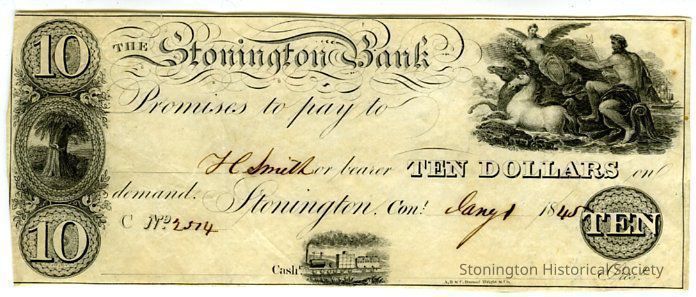 10
THE Stonington Bank
Promises to pay to
H Smith or bearer TEN DOLLARS on
demand. Stonington, Con! Jany 1 1845
C No 2514
10
TEN
Cash!
Stonington Historical Society